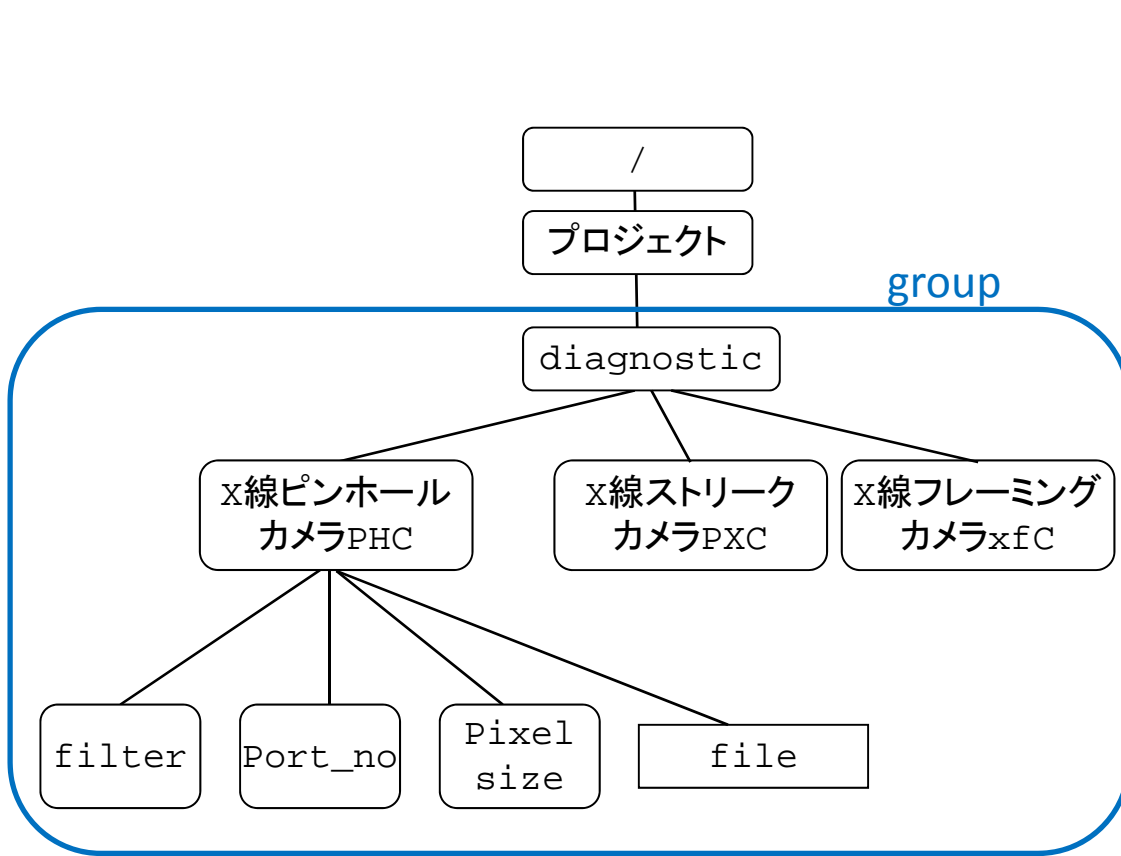 /
プロジェクト
group
diagnostic
X線ピンホール
カメラPHC
X線ストリーク
カメラPXC
X線フレーミング
カメラxfC
filter
Port_no
Pixel
size
file